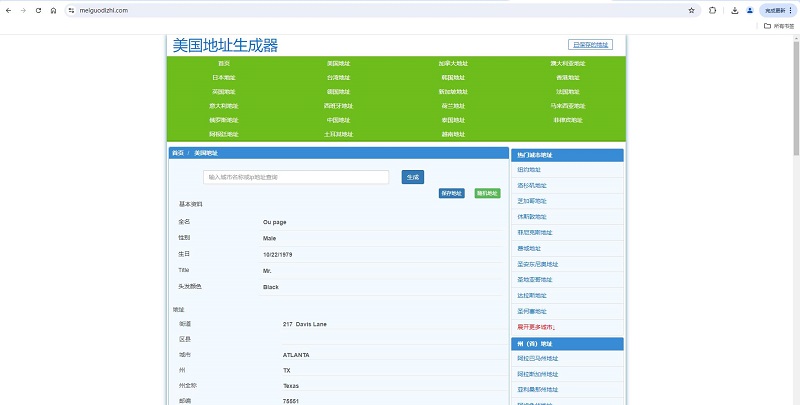 meiguodizhi.com
完成更新
所有书签
美国地址生成器
已保存的地址
首页 美国地址 加拿大地址 澳大利亚地址
日本地址 台湾地址 韩国地址 香港地址
英国地址 德国地址 新加坡地址 法国地址
意大利地址 西班牙地址 荷兰地址 马来西亚地址
俄罗斯地址 中国地址 泰国地址 菲律宾地址
阿根廷地址 土耳其地址 越南地址
首页 / 美国地址
输入城市名称或ip地址查询 生成
保存地址 随机地址
基本资料
全名 Ou page
性别 Male
生日 10/22/1979
Title Mr.
头发颜色 Black
地址
街道 217 Davis Lane
区县
城市 ATLANTA
州 TX
州全称 Texas
邮编 75551
热门城市地址
纽约地址
洛杉矶地址
芝加哥地址
休斯敦地址
菲尼克斯地址
费城地址
圣安东尼奥地址
圣地亚哥地址
达拉斯地址
圣何塞地址
展开更多城市↓
州（省）地址
阿拉巴马州地址
阿拉斯加州地址
亚利桑那州地址